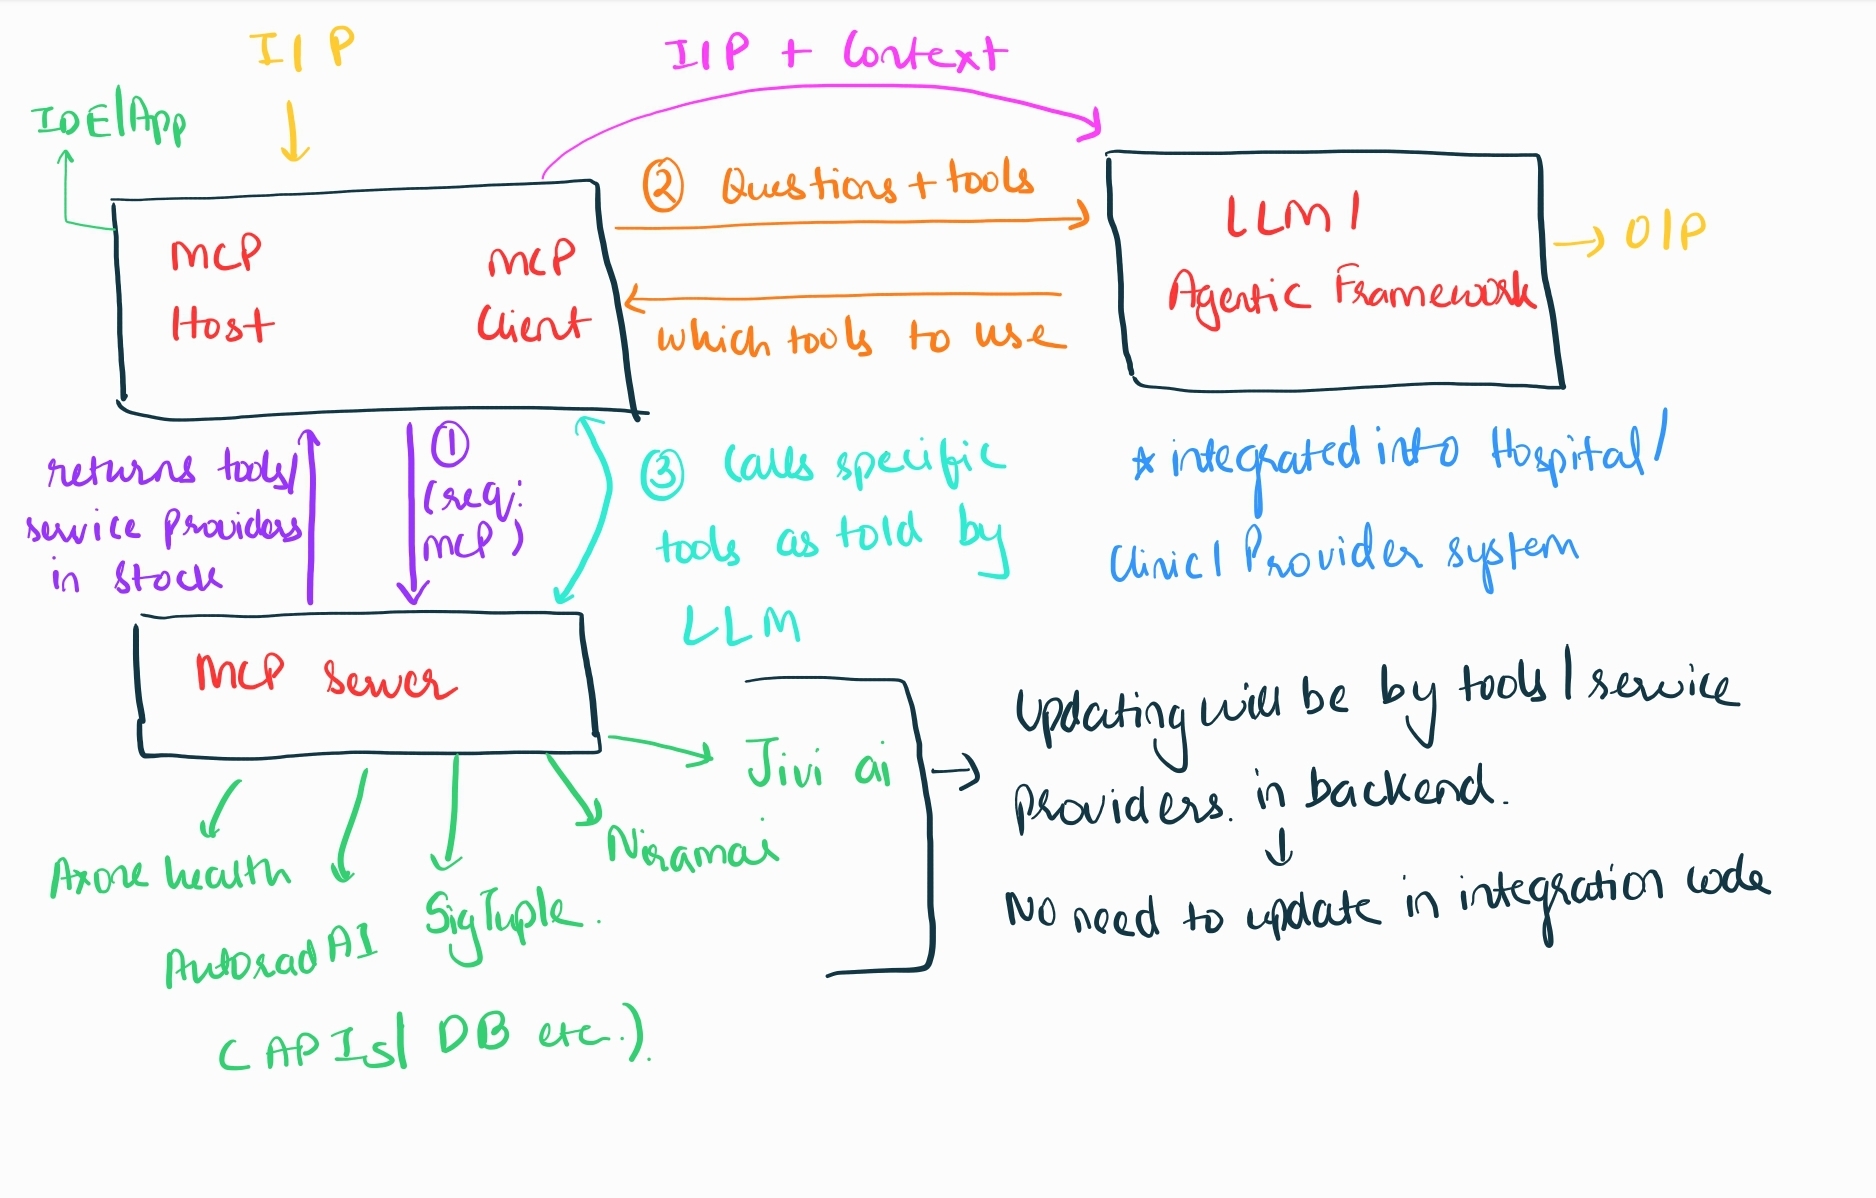 I/P
I/P + Context
IDE/App
② Questions + tools
LLM /
Agentic Framework
→ O/P
MCP
Host
MCP
Client
which tools to use
①
(req:
MCP)
returns tools/
service Providers
in stock
③ Calls specific
tools as told by
LLM
* integrated into Hospital /
Clinic / Provider system
MCP Server
Jivi ai
Niramai
SigTuple.
Autorad AI
Axone health
(APIs / DB etc.).
Updating will be by tools / service
providers. in backend.
No need to update in integration code